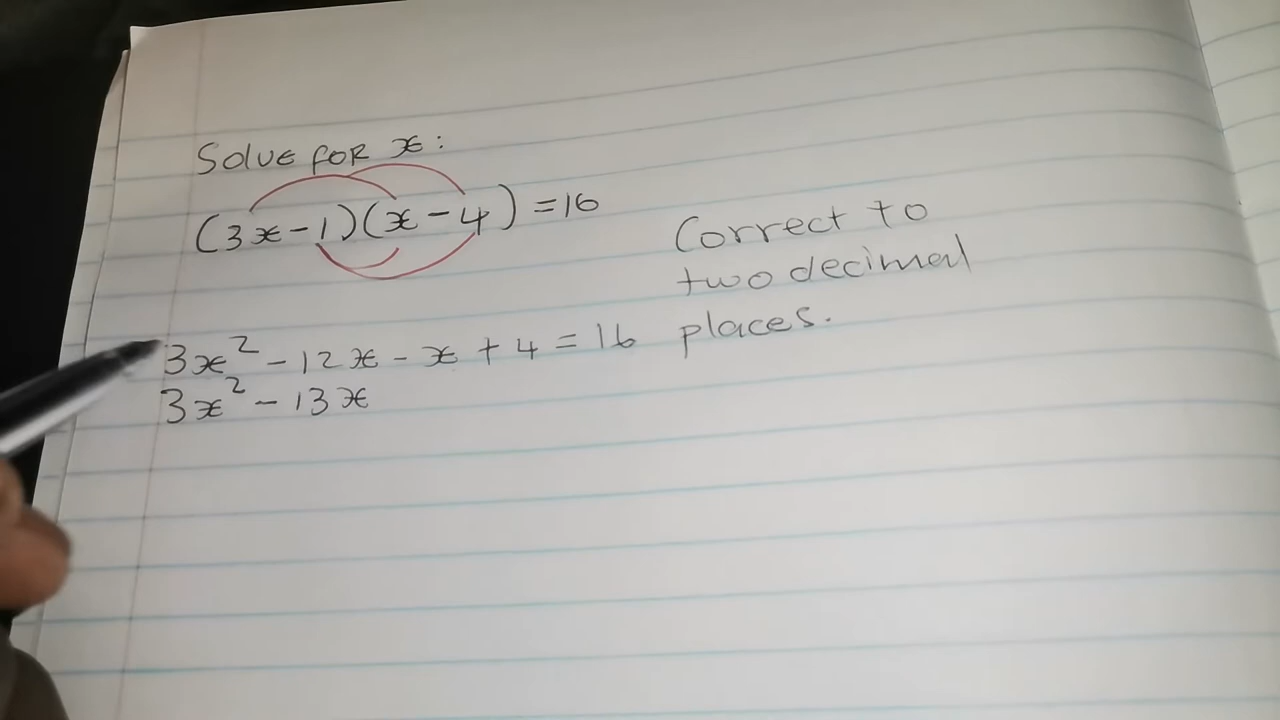 Solve for x:
(3x-1)(x-4) = 16
Correct to
two decimal
places.
3x² - 12x - x + 4 = 16
3x² - 13x